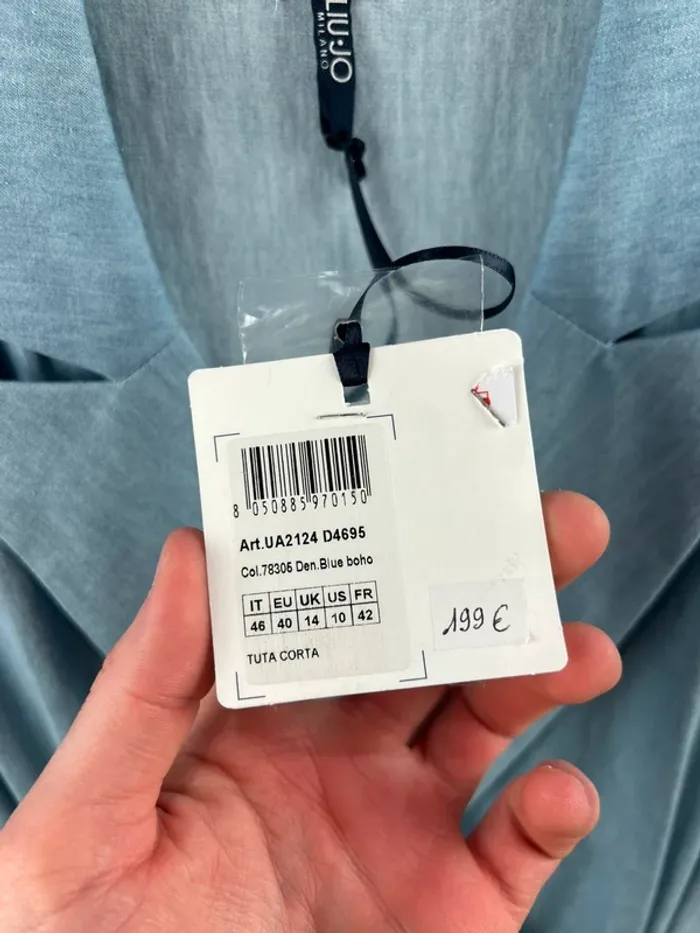 LIU·JO
MILANO
8 050885 970150
Art.UA2124 D4695
Col.78305 Den.Blue boho
IT EU UK US FR
46 40 14 10 42
TUTA CORTA
199 €